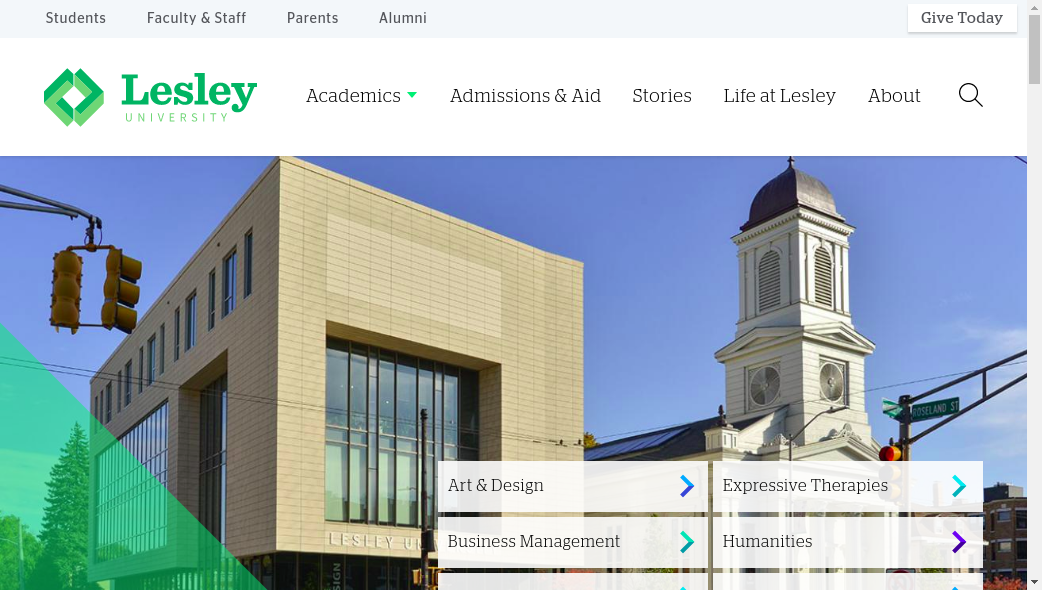 Students
Faculty & Staff
Parents
Alumni
Give Today
Lesley
UNIVERSITY
Academics
Admissions & Aid
Stories
Life at Lesley
About
ROSELAND ST
Art & Design
Expressive Therapies
Business Management
Humanities
LESLEY UN